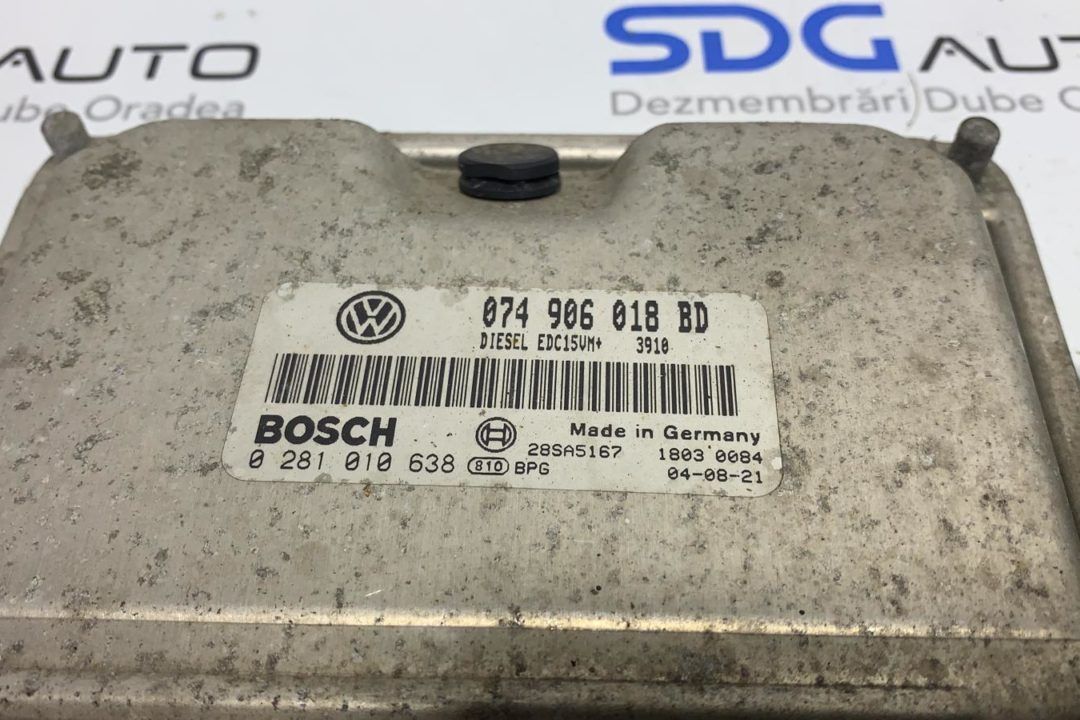 AUTO
Dube Oradea
SDG AUT
Dezmembrări Dube O
074 906 018 BD
DIESEL EDC15VM+ 3910
BOSCH
Made in Germany
28SA5167 1803 0084
0 281 010 638 810 BPG
04-08-21